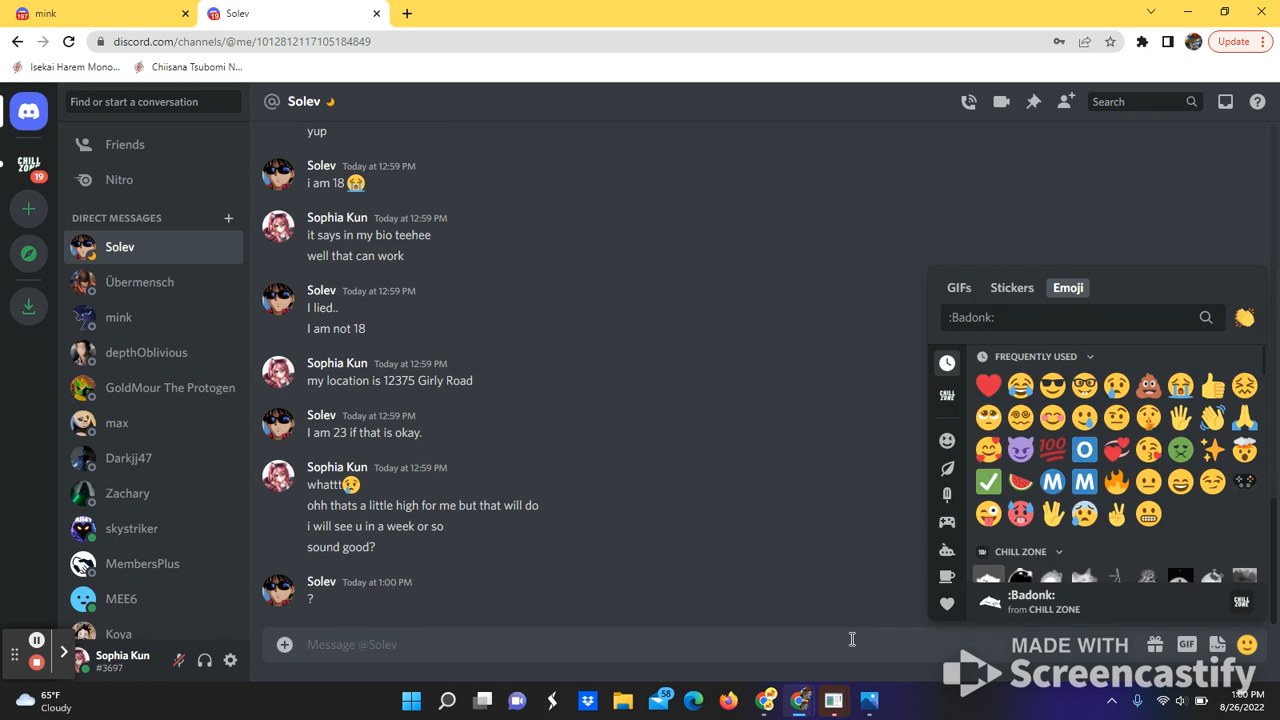 197
mink
19
Solev
discord.com/channels/@me/1012812117105184849
Update
Isekai Harem Mono...
Chiisana Tsubomi N...
Find or start a conversation
@ Solev
Search
Friends
Nitro
CHILL ZONE
19
DIRECT MESSAGES
Solev
Übermensch
mink
depthOblivious
GoldMour The Protogen
max
Darkjj47
Zachary
skystriker
MembersPlus
MEE6
Koya
Sophia Kun
#3697
yup
Solev Today at 12:59 PM
i am 18 😭
Sophia Kun Today at 12:59 PM
it says in my bio teehee
well that can work
Solev Today at 12:59 PM
I lied..
I am not 18
Sophia Kun Today at 12:59 PM
my location is 12375 Girly Road
Solev Today at 12:59 PM
I am 23 if that is okay.
Sophia Kun Today at 12:59 PM
whattt😢
ohh thats a little high for me but that will do
i will see u in a week or so
sound good?
Solev Today at 1:00 PM
?
Message @Solev
GIFs
Stickers
Emoji
:Badonk:
FREQUENTLY USED
CHILL ZONE
:Badonk:
from CHILL ZONE
GIF
MADE WITH
Screencastify
65°F
Cloudy
58
1:00 PM
8/26/2022